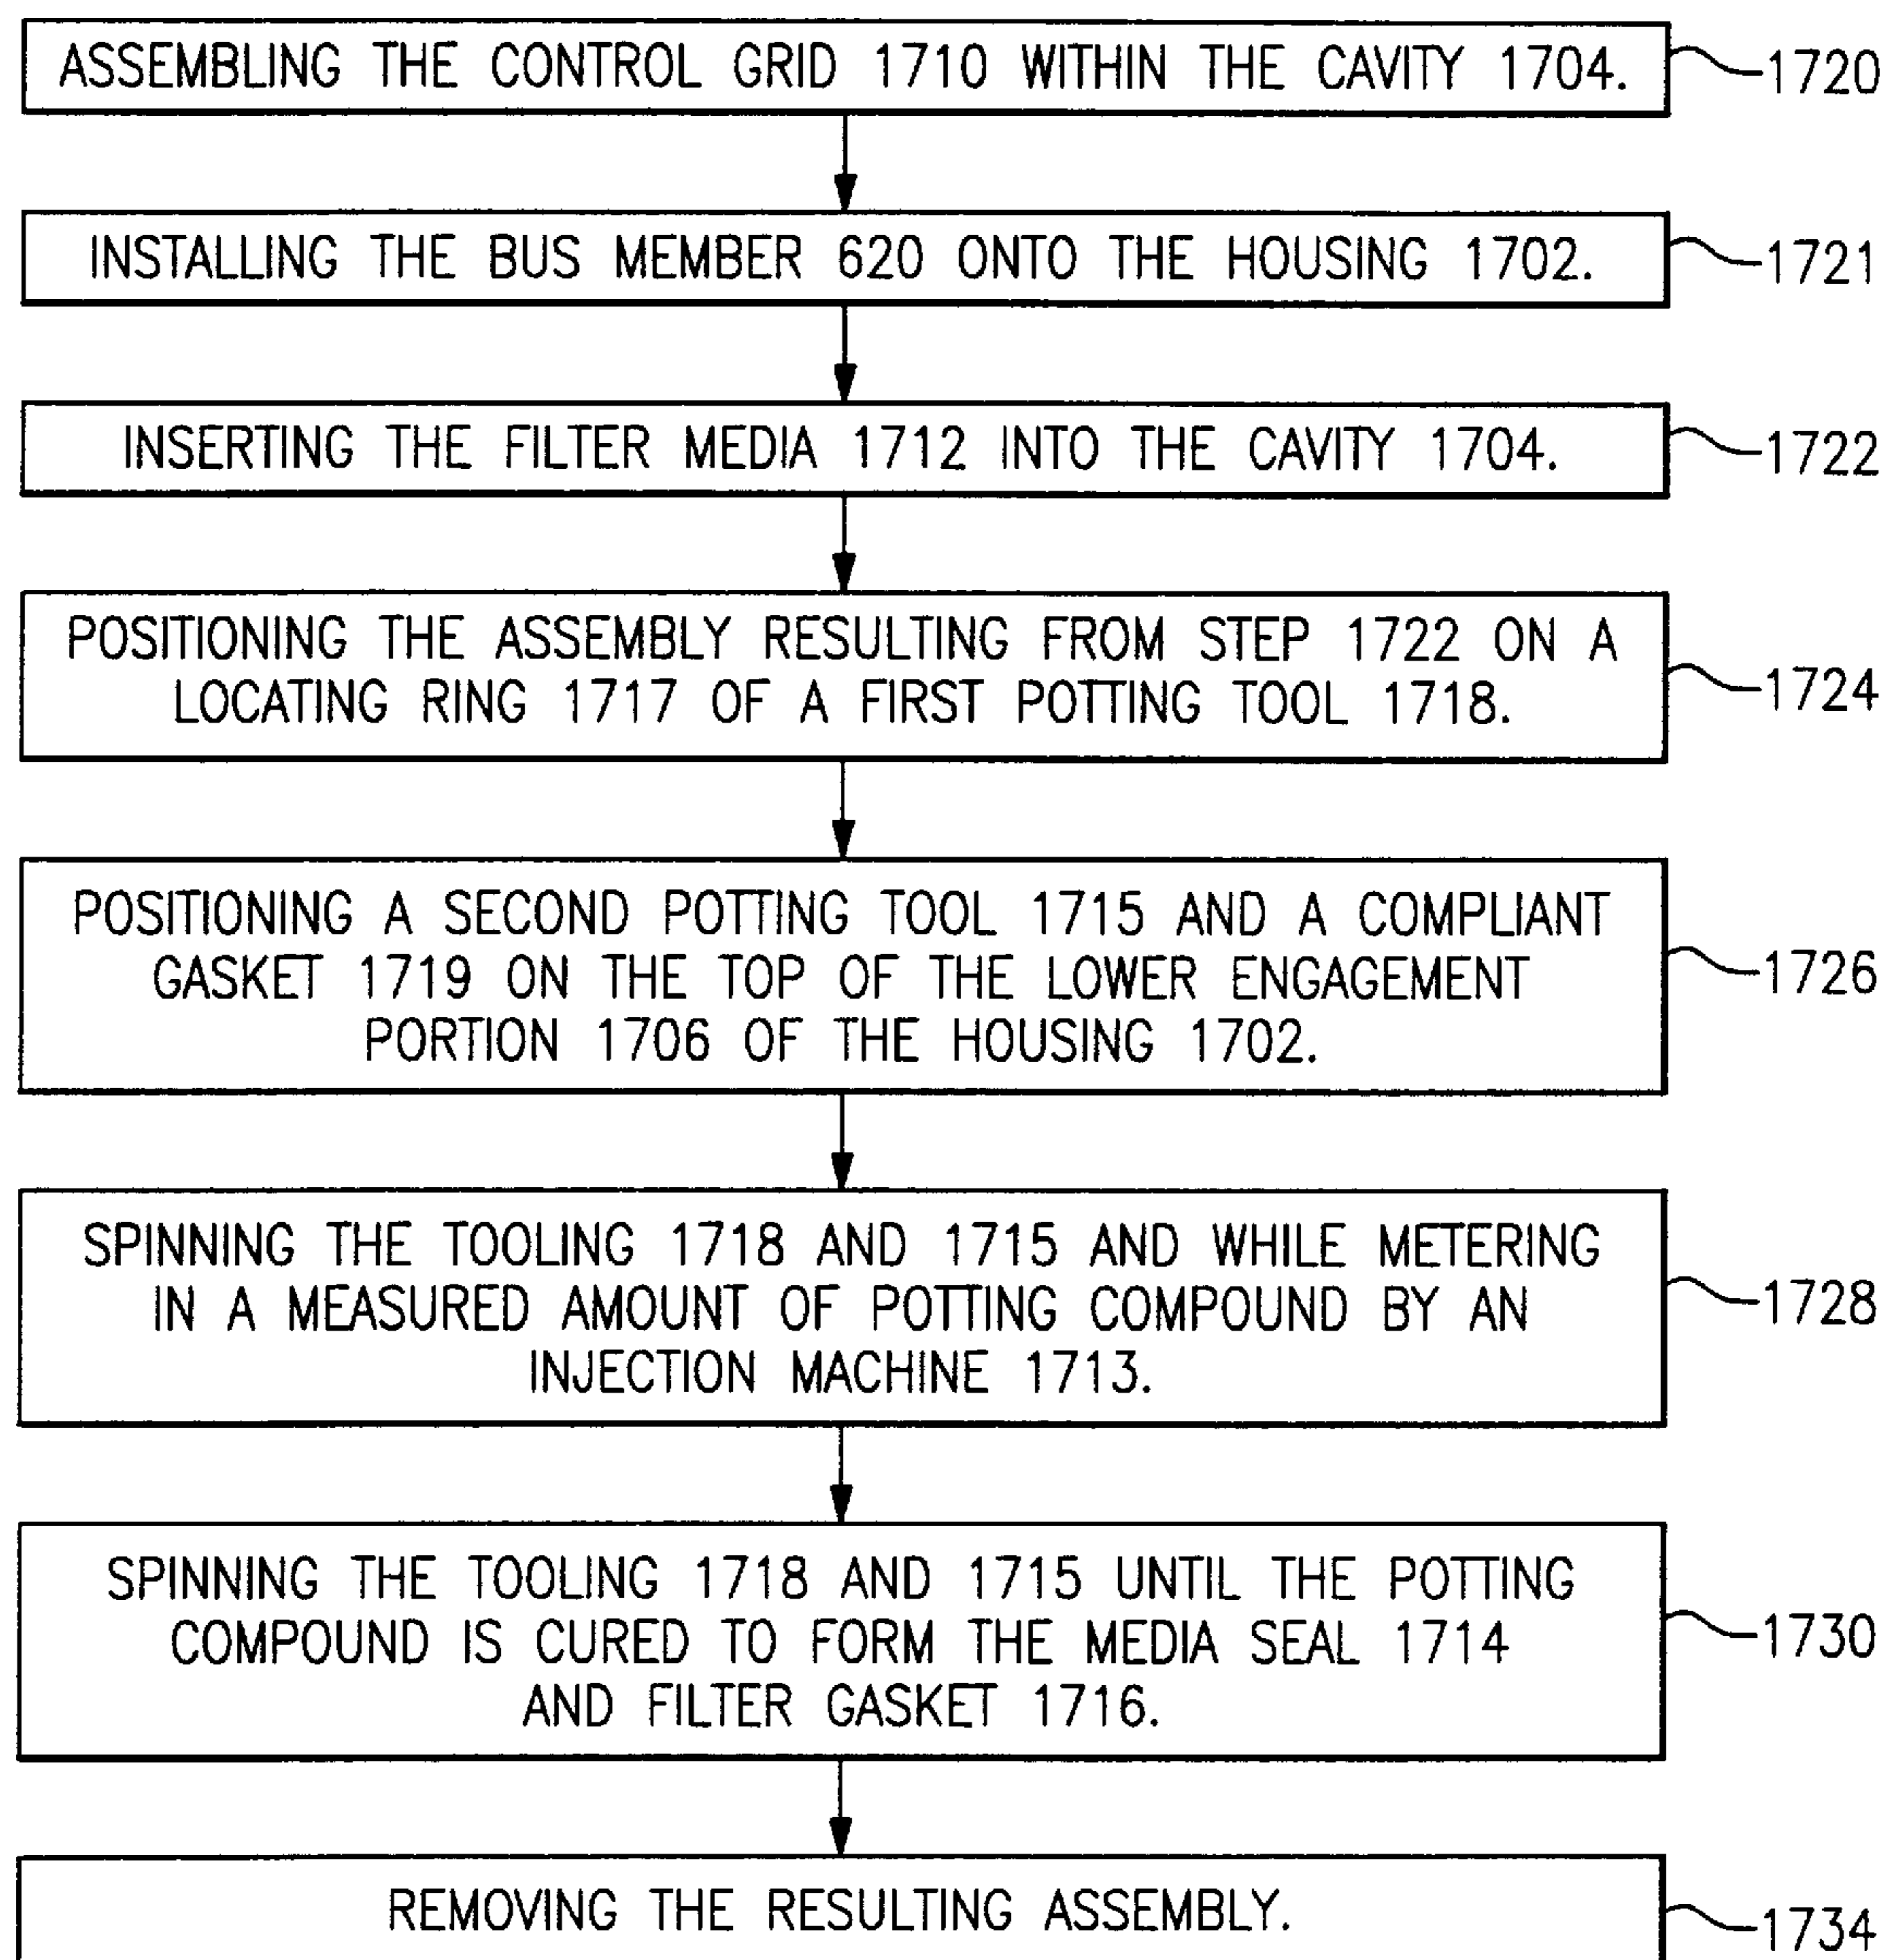 ASSEMBLING THE CONTROL GRID 1710 WITHIN THE CAVITY 1704.
1720
INSTALLING THE BUS MEMBER 620 ONTO THE HOUSING 1702.
1721
INSERTING THE FILTER MEDIA 1712 INTO THE CAVITY 1704.
1722
POSITIONING THE ASSEMBLY RESULTING FROM STEP 1722 ON A
LOCATING RING 1717 OF A FIRST POTTING TOOL 1718.
1724
POSITIONING A SECOND POTTING TOOL 1715 AND A COMPLIANT
GASKET 1719 ON THE TOP OF THE LOWER ENGAGEMENT
PORTION 1706 OF THE HOUSING 1702.
1726
SPINNING THE TOOLING 1718 AND 1715 AND WHILE METERING
IN A MEASURED AMOUNT OF POTTING COMPOUND BY AN
INJECTION MACHINE 1713.
1728
SPINNING THE TOOLING 1718 AND 1715 UNTIL THE POTTING
COMPOUND IS CURED TO FORM THE MEDIA SEAL 1714
AND FILTER GASKET 1716.
1730
REMOVING THE RESULTING ASSEMBLY.
1734